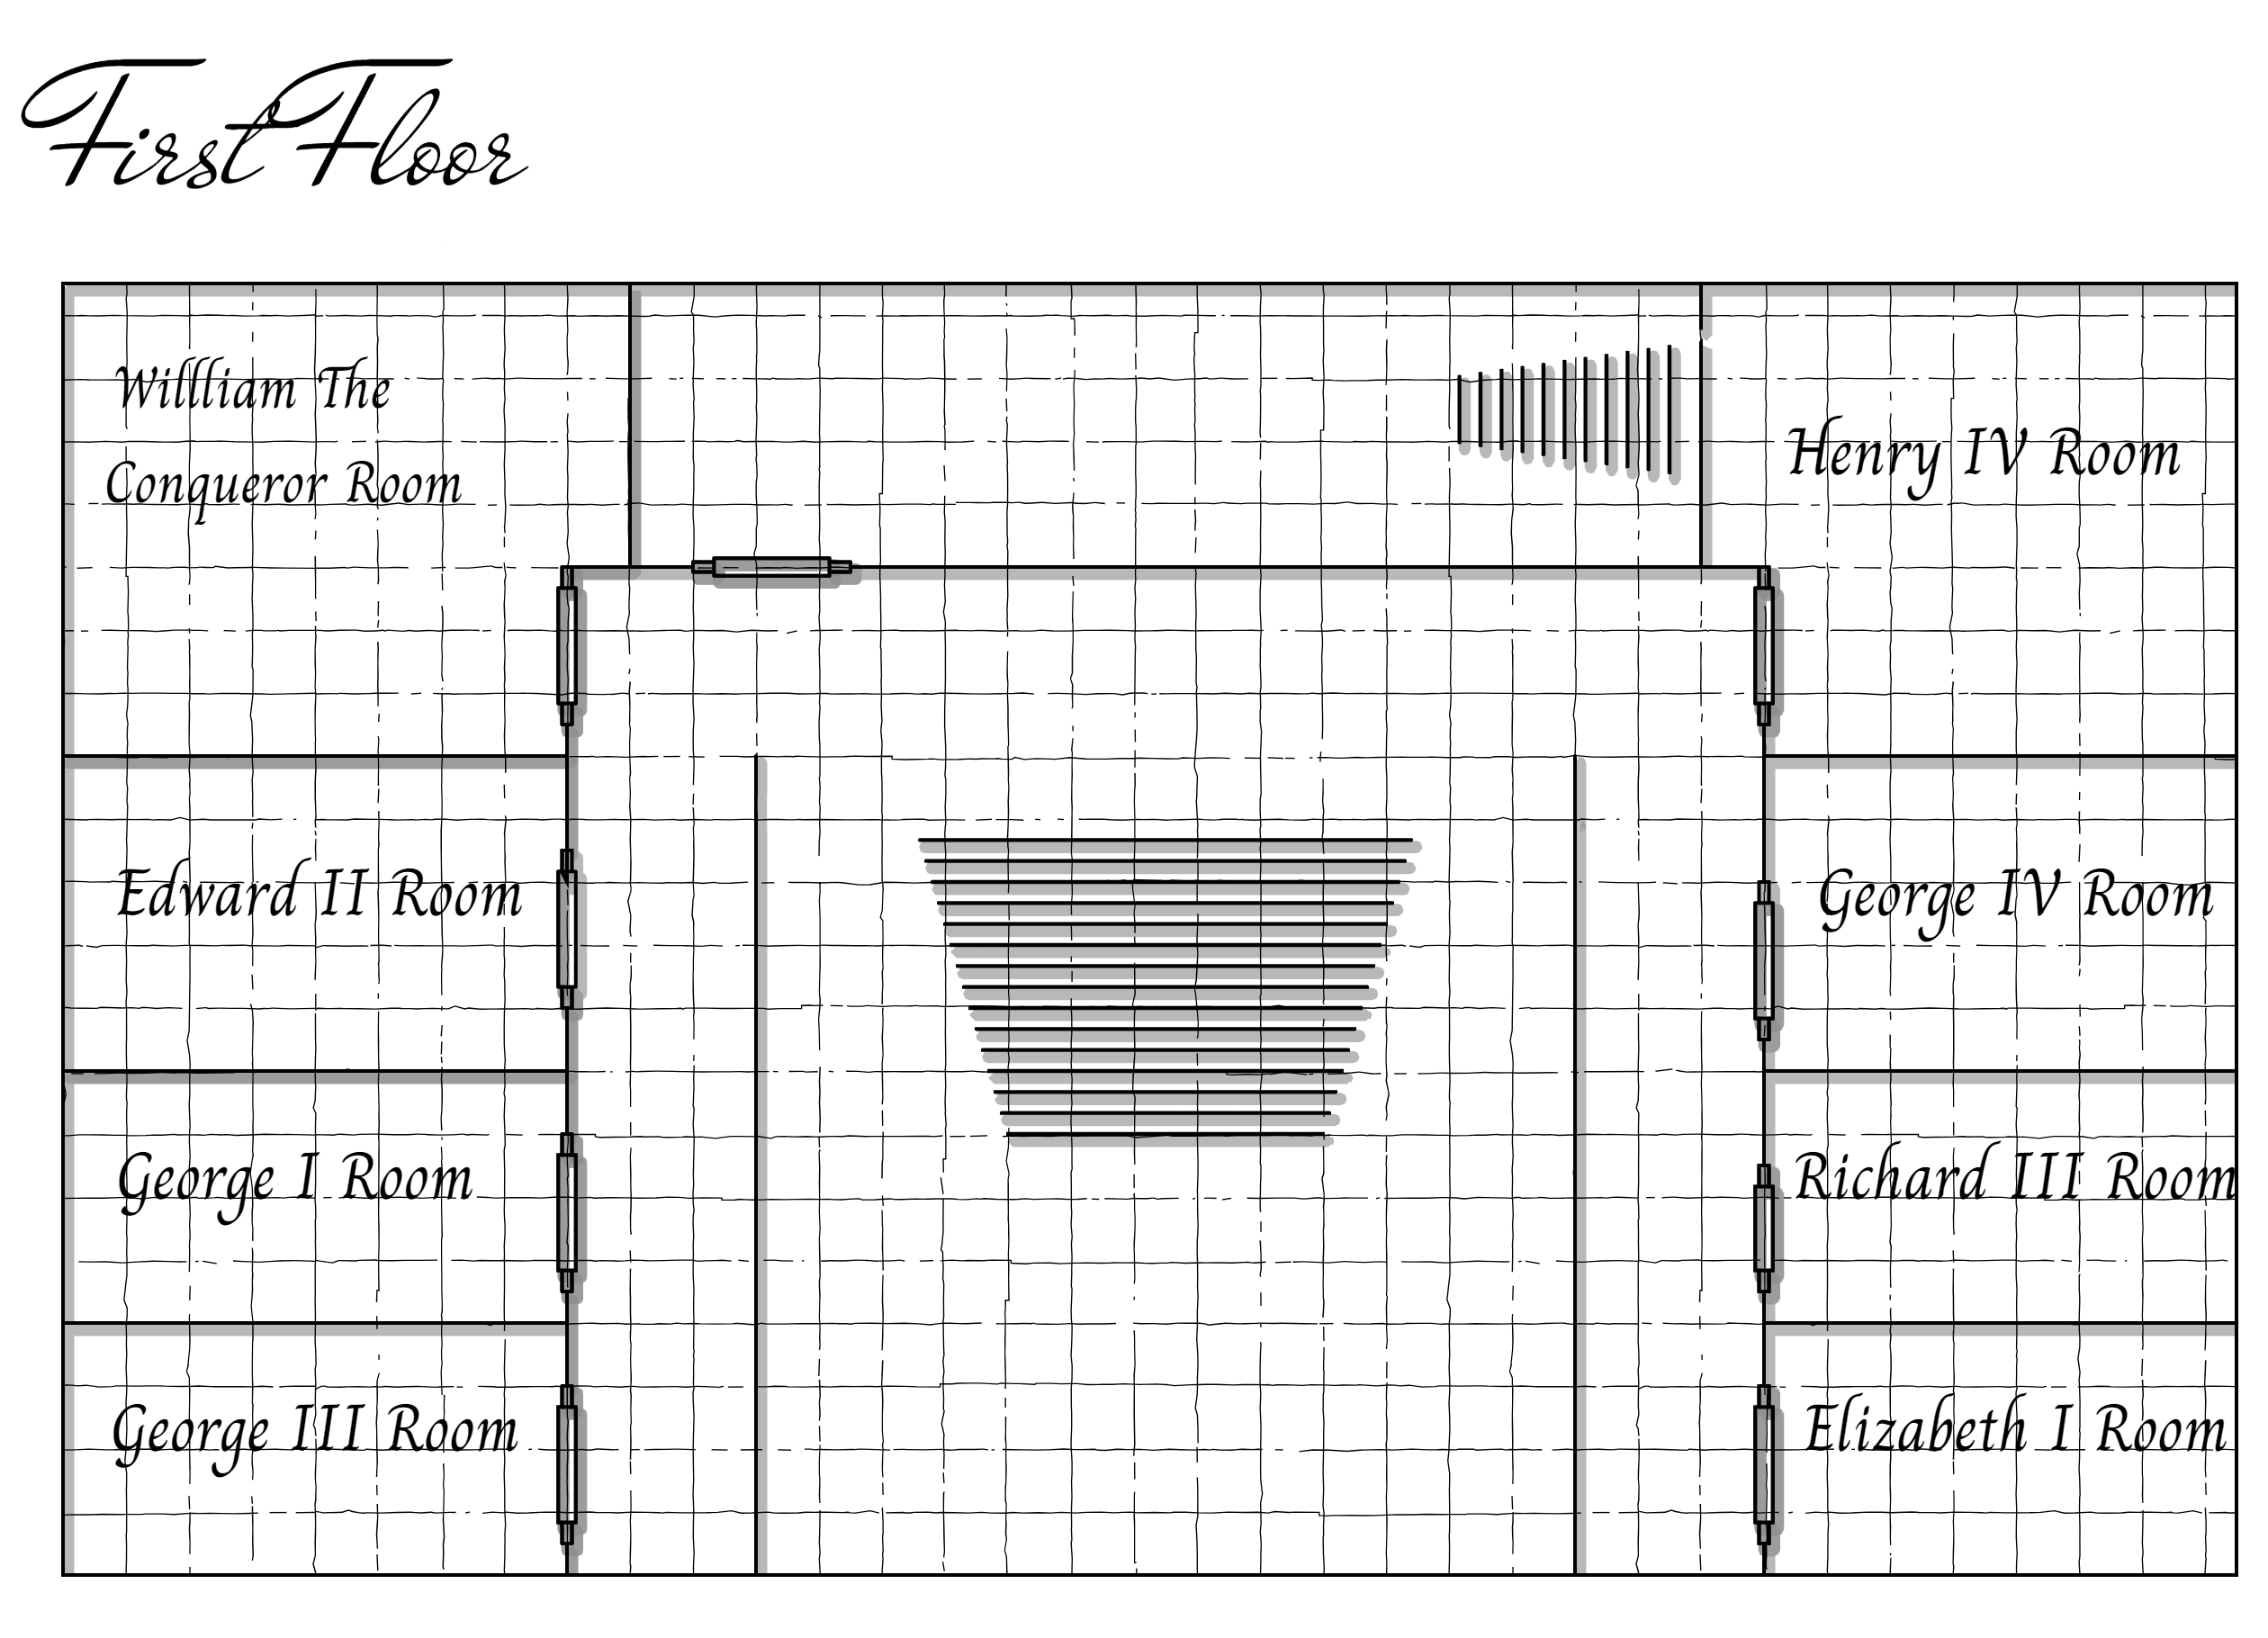 First Floor
Willliam The
Conqueror Room
Henry IV Room
Edward II Room
George IV Room
George I Room
Richard III Room
George III Room
Elizabeth I Room